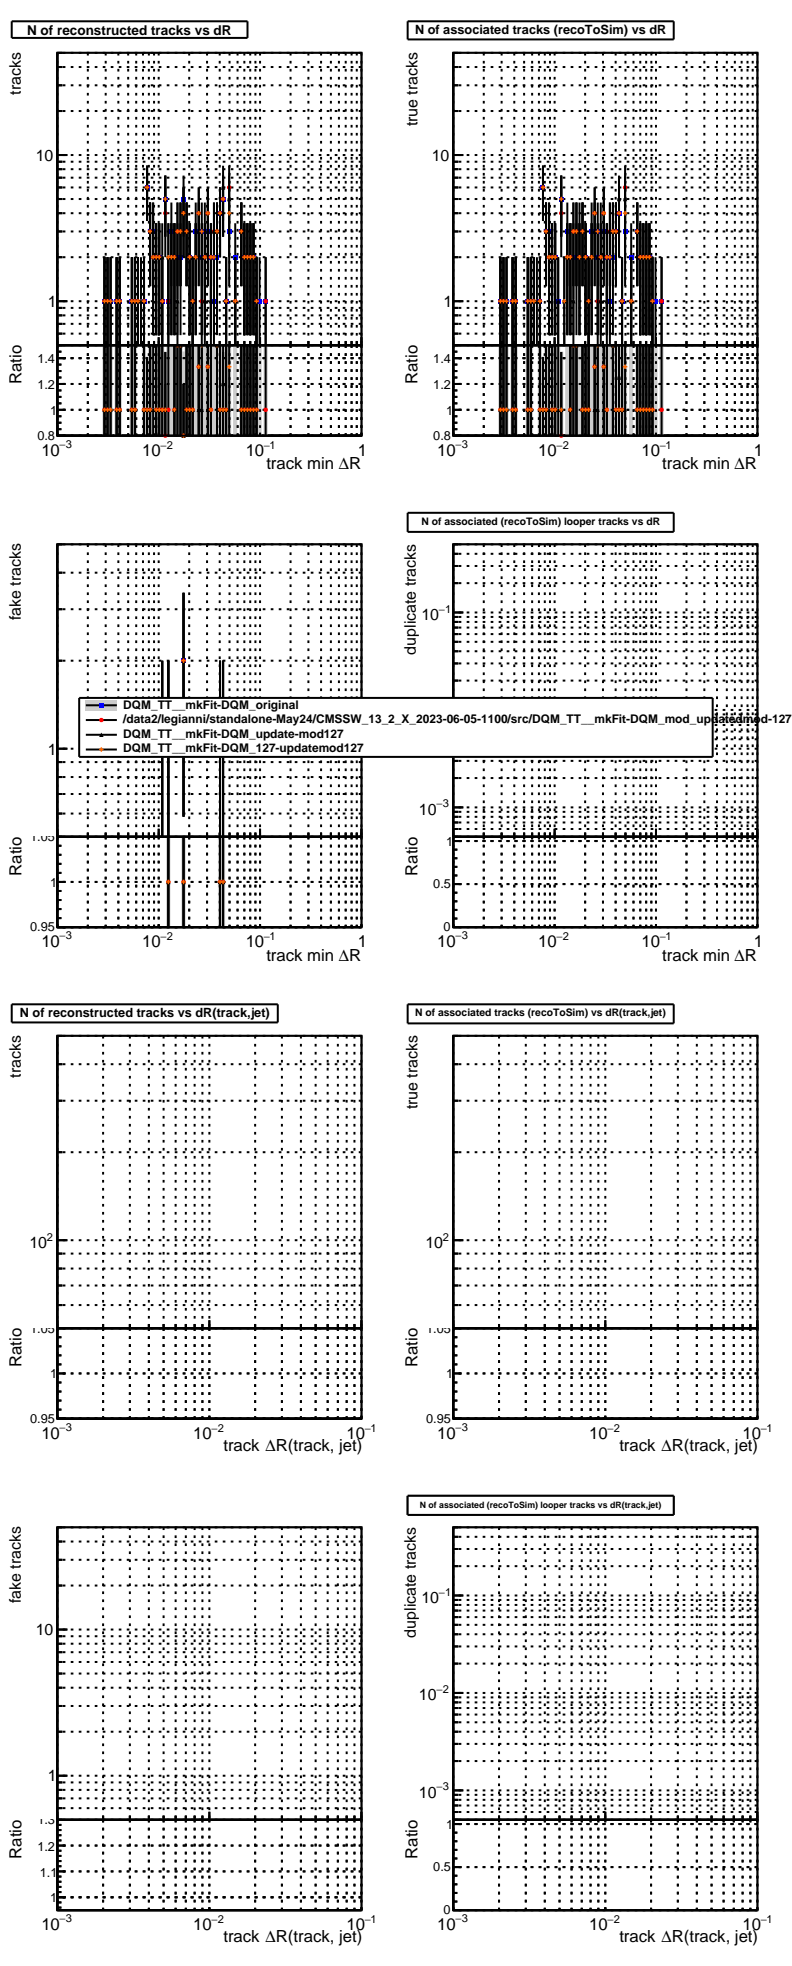 N of reconstructed tracks vs dR
tracks
10
1
Ratio
1.4
1.2
1
0.8
10−3 10−2 10−1 1
track min ΔR
N of associated tracks (recoToSim) vs dR
true tracks
10
1
Ratio
1.4
1.2
1
0.8
10−3 10−2 10−1 1
track min ΔR
fake tracks
1
Ratio
1.05
1
0.95
10−3 10−2 10−1 1
track min ΔR
N of associated (recoToSim) looper tracks vs dR
duplicate tracks
10−1
10−3
Ratio
1
0.5
0
10−3 10−2 10−1 1
track min ΔR
DQM_TT__mkFit-DQM_original
/data2/legianni/standalone-May24/CMSSW_13_2_X_2023-06-05-1100/src/DQM_TT__mkFit-DQM_mod_updatedmod-127
DQM_TT__mkFit-DQM_update-mod127
DQM_TT__mkFit-DQM_127-updatemod127
N of reconstructed tracks vs dR(track,jet)
tracks
102
Ratio
1.05
1
0.95
10−3 10−2 10−1
track ΔR(track, jet)
N of associated tracks (recoToSim) vs dR(track,jet)
true tracks
102
Ratio
1.05
1
0.95
10−3 10−2 10−1
track ΔR(track, jet)
fake tracks
10
1
Ratio
1.3
1.2
1.1
1
10−3 10−2 10−1
track ΔR(track, jet)
N of associated (recoToSim) looper tracks vs dR(track,jet)
duplicate tracks
10−1
10−2
10−3
Ratio
1
0.5
0
10−3 10−2 10−1
track ΔR(track, jet)